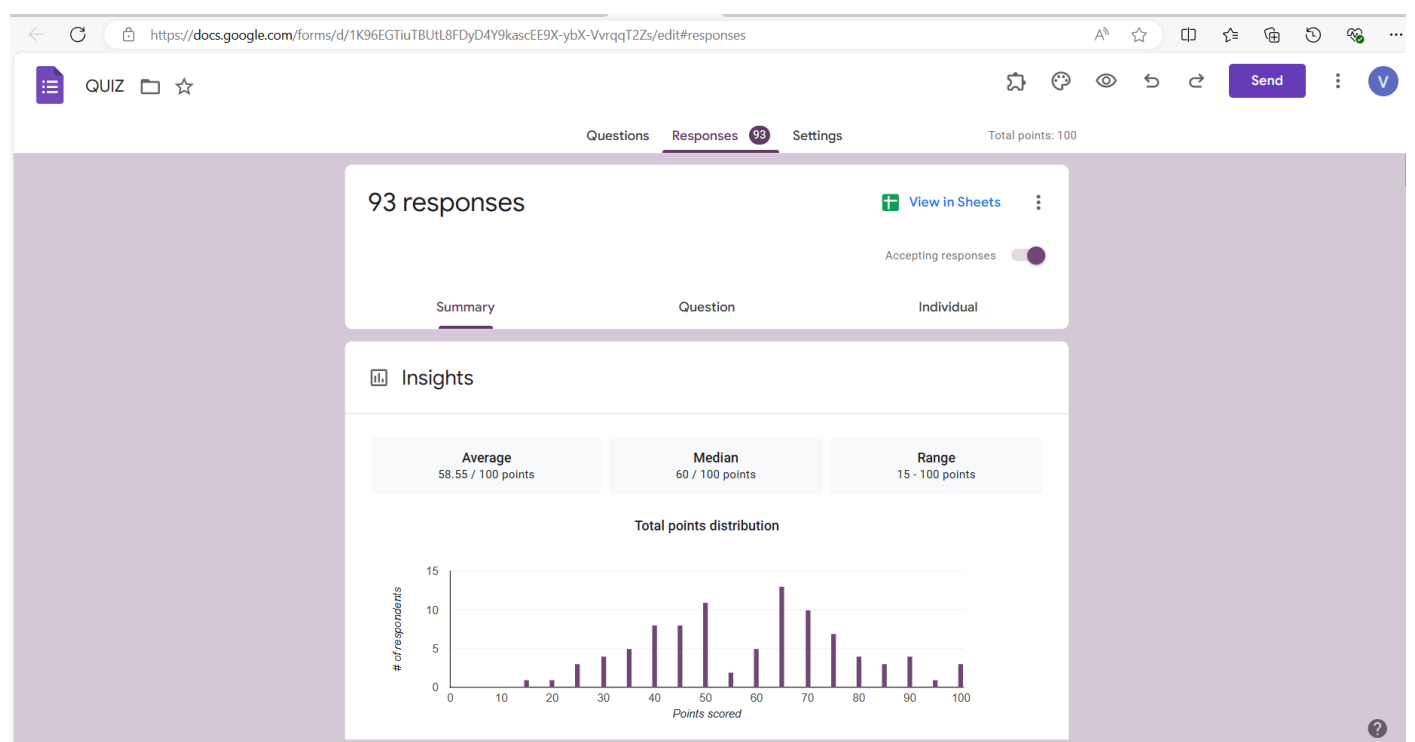 https://docs.google.com/forms/d/1K96EGTiuTBUtL8FDyD4Y9kascEE9X-ybX-VvrqqT2Zs/edit#responses
QUIZ
Send
V
Questions Responses 93 Settings
Total points: 100
93 responses
View in Sheets
Accepting responses
Summary Question Individual
Insights
Average Median Range
58.55 / 100 points 60 / 100 points 15 - 100 points
Total points distribution
15
10
5
0
# of respondents
0 10 20 30 40 50 60 70 80 90 100
Points scored